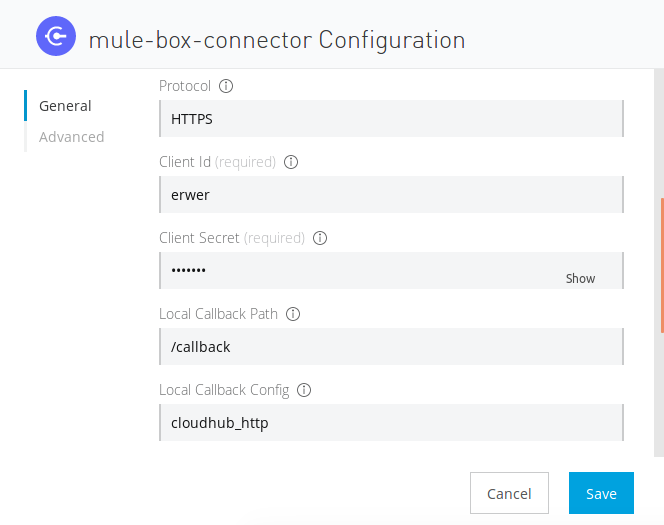 mule-box-connector Configuration
General
Advanced
Protocol
HTTPS
Client Id (required)
erwer
Client Secret (required)
•••••••
Show
Local Callback Path
/callback
Local Callback Config
cloudhub_http
Cancel
Save